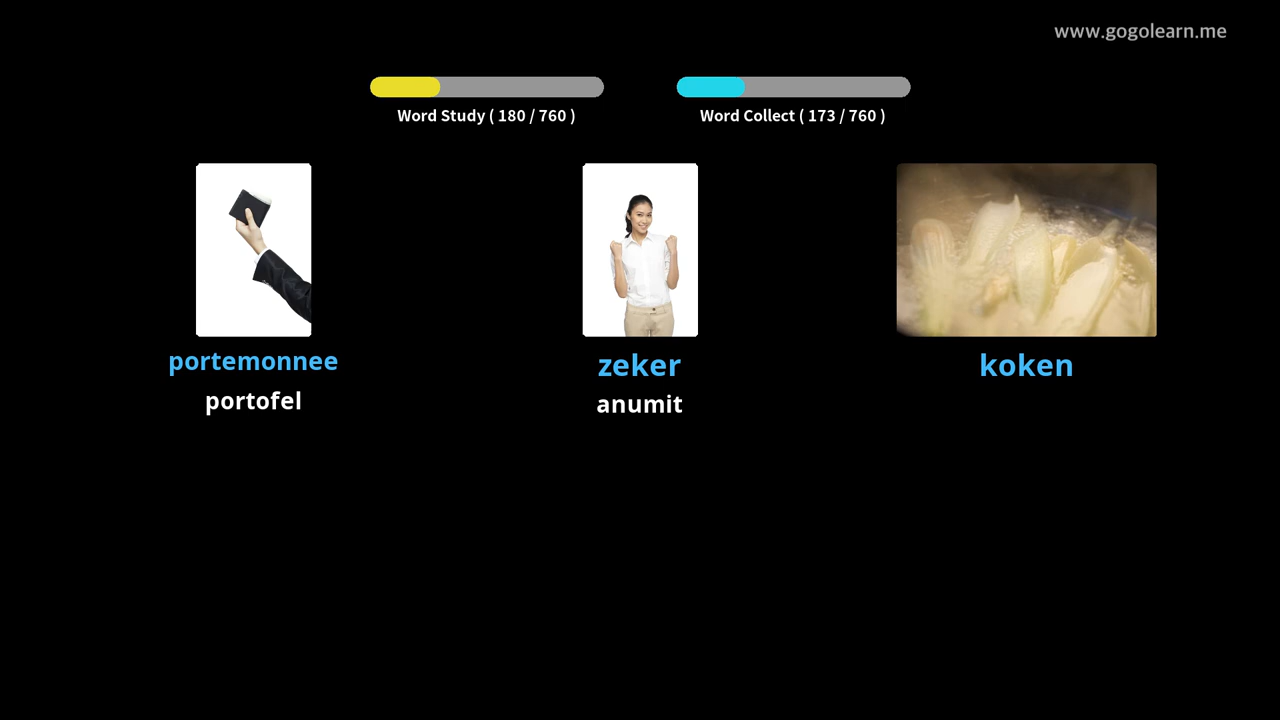 www.gogolearn.me
Word Study ( 180 / 760 )
Word Collect ( 173 / 760 )
portemonnee
portofel
zeker
anumit
koken